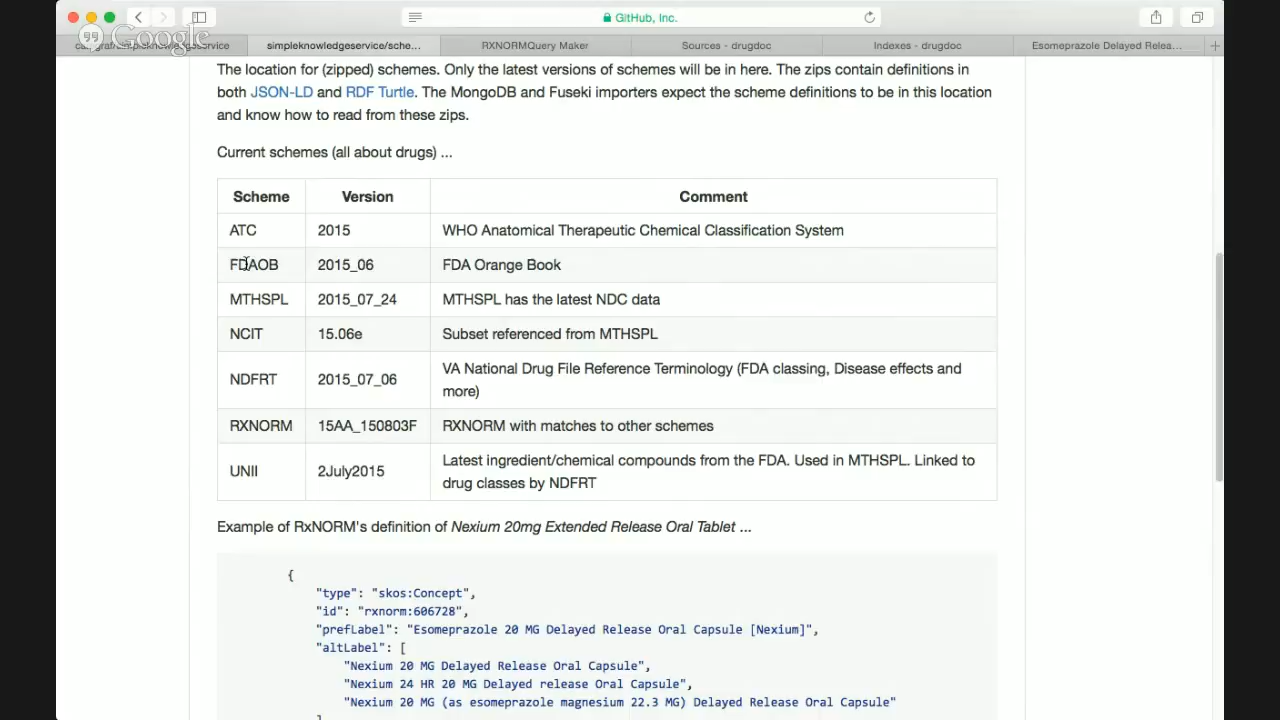 GitHub, Inc.
Google
simpleknowledgeservice/sche...
RXNORMQuery Maker
Sources - drugdoc
Indexes - drugdoc
Esomeprazole Delayed Relea...
The location for (zipped) schemes. Only the latest versions of schemes will be in here. The zips contain definitions in
both JSON-LD and RDF Turtle. The MongoDB and Fuseki importers expect the scheme definitions to be in this location
and know how to read from these zips.
Current schemes (all about drugs) ...
Scheme Version Comment
ATC 2015 WHO Anatomical Therapeutic Chemical Classification System
FDAOB 2015_06 FDA Orange Book
MTHSPL 2015_07_24 MTHSPL has the latest NDC data
NCIT 15.06e Subset referenced from MTHSPL
NDFRT 2015_07_06 VA National Drug File Reference Terminology (FDA classing, Disease effects and
more)
RXNORM 15AA_150803F RXNORM with matches to other schemes
UNII 2July2015 Latest ingredient/chemical compounds from the FDA. Used in MTHSPL. Linked to
drug classes by NDFRT
Example of RxNORM's definition of Nexium 20mg Extended Release Oral Tablet ...
{
"type": "skos:Concept",
"id": "rxnorm:606728",
"prefLabel": "Esomeprazole 20 MG Delayed Release Oral Capsule [Nexium]",
"altLabel": [
"Nexium 20 MG Delayed Release Oral Capsule",
"Nexium 24 HR 20 MG Delayed release Oral Capsule",
"Nexium 20 MG (as esomeprazole magnesium 22.3 MG) Delayed Release Oral Capsule"